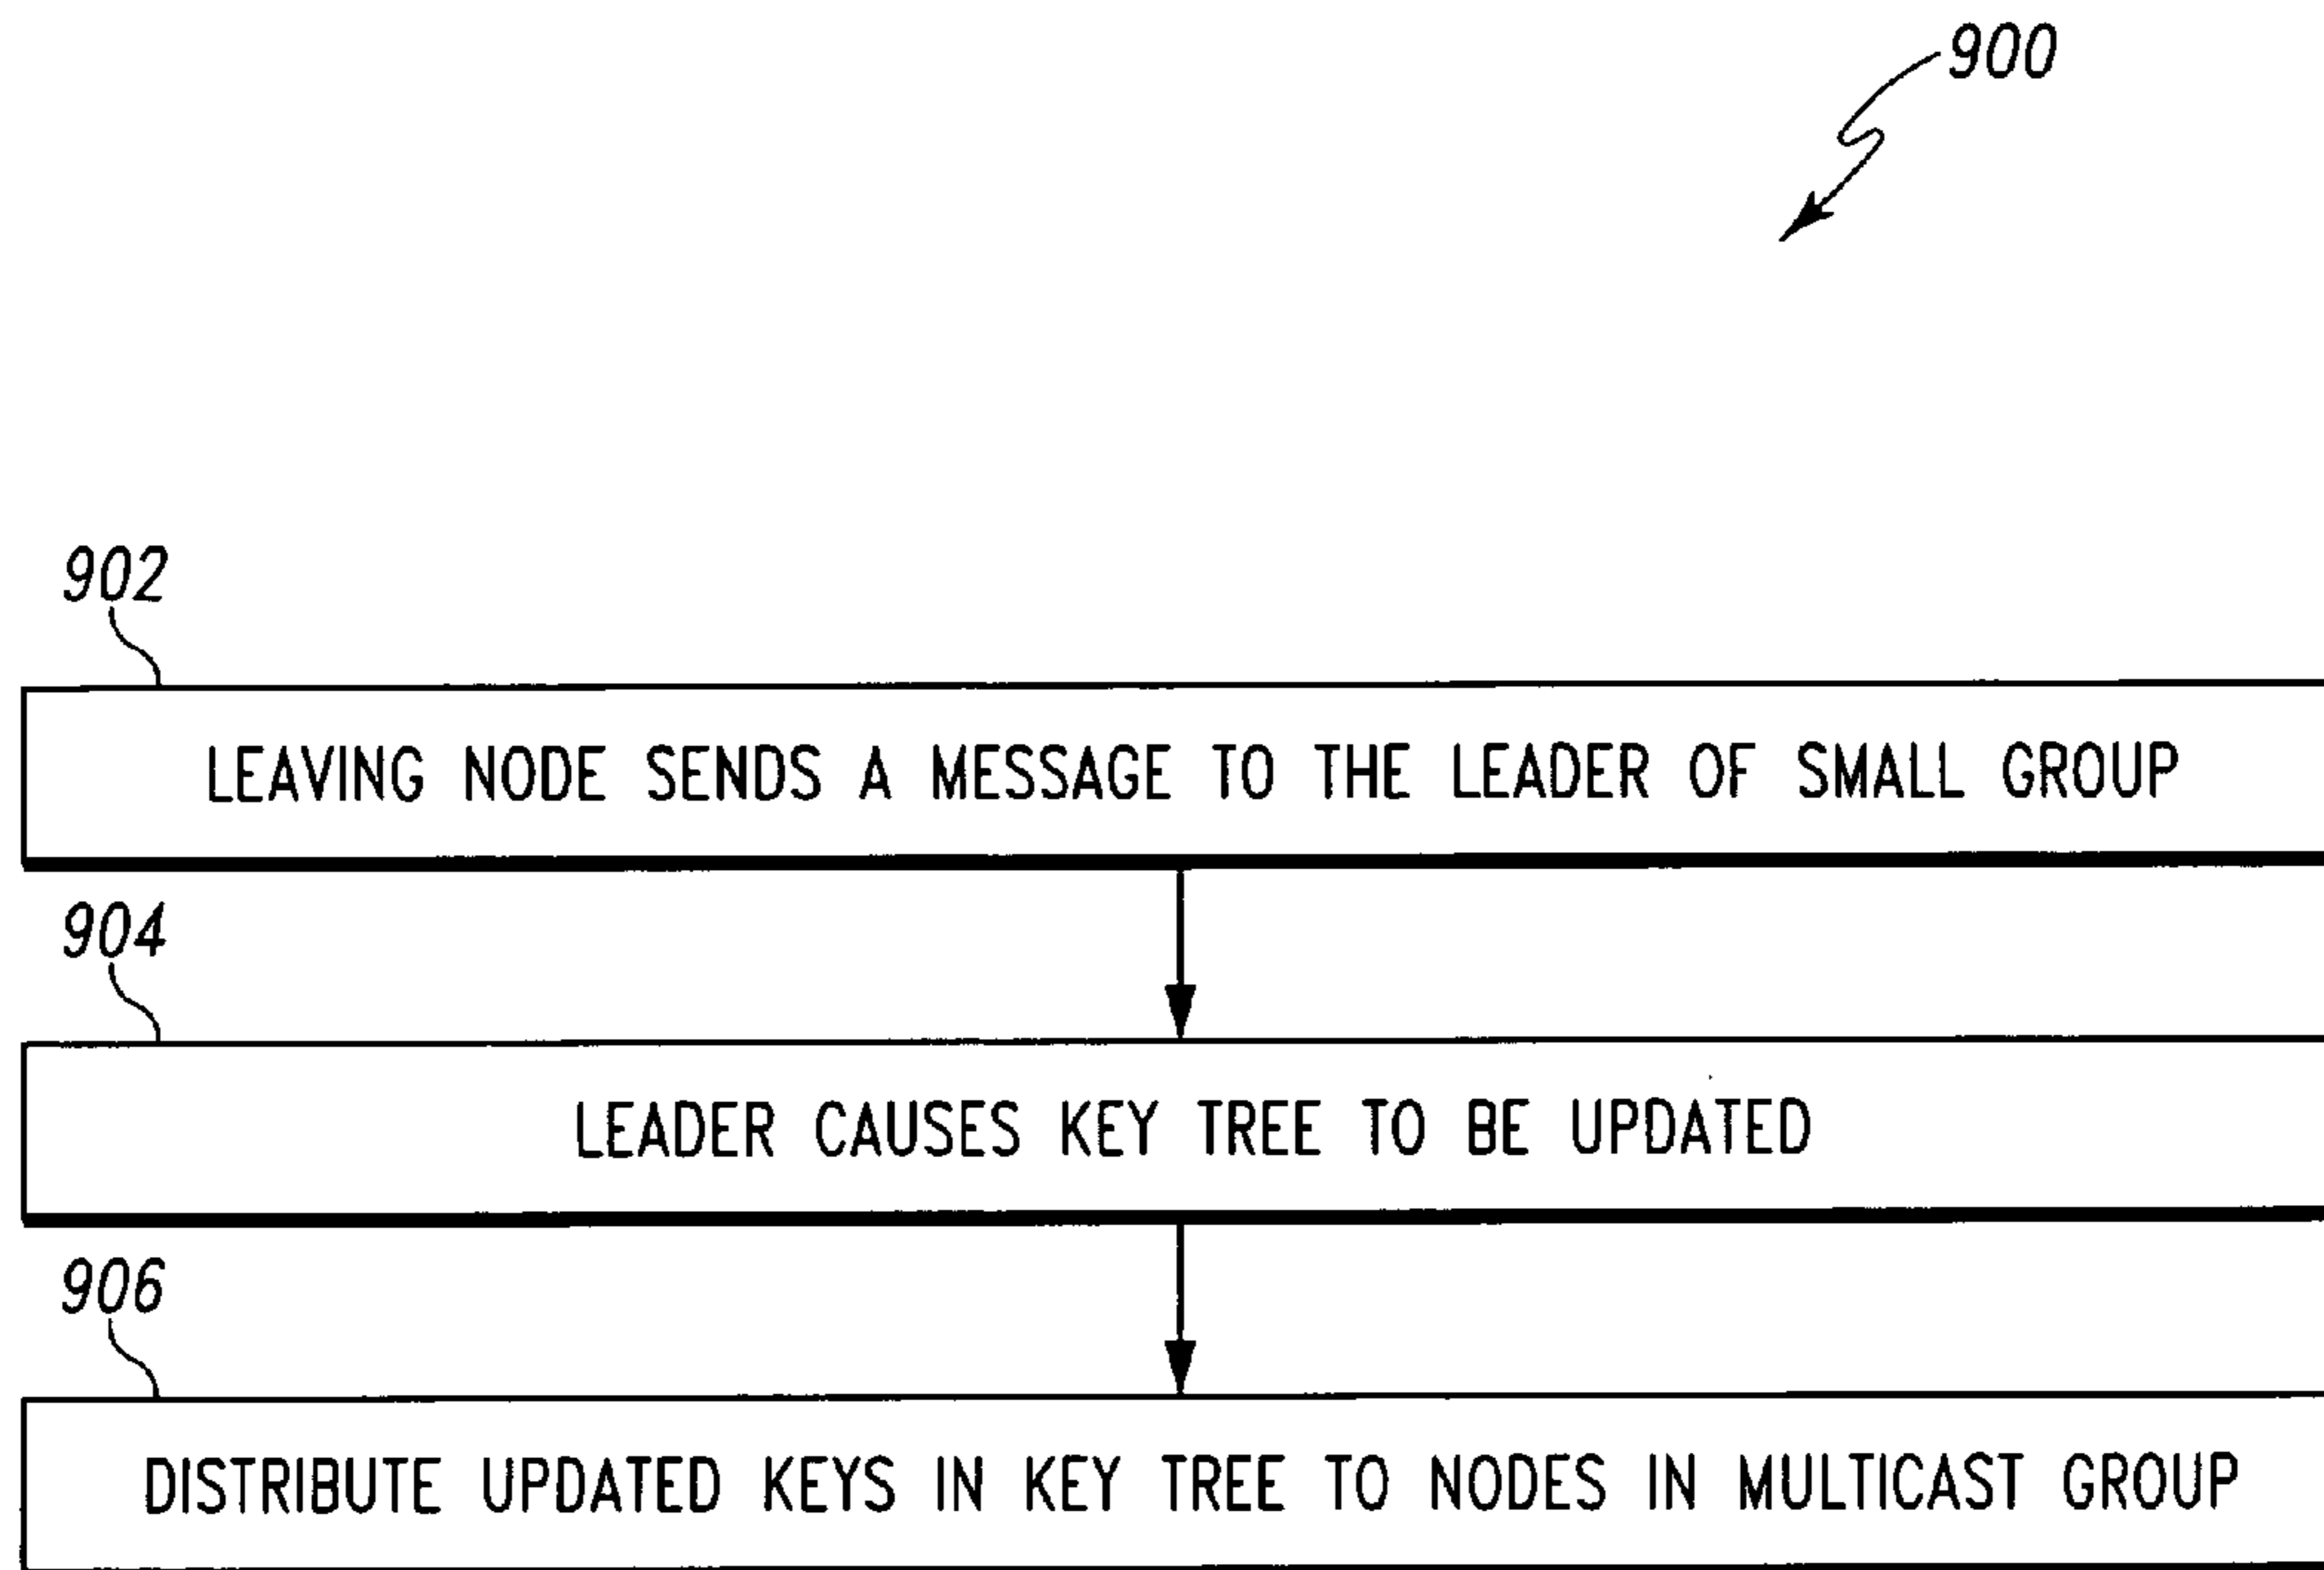 900
902
LEAVING NODE SENDS A MESSAGE TO THE LEADER OF SMALL GROUP
904
LEADER CAUSES KEY TREE TO BE UPDATED
906
DISTRIBUTE UPDATED KEYS IN KEY TREE TO NODES IN MULTICAST GROUP